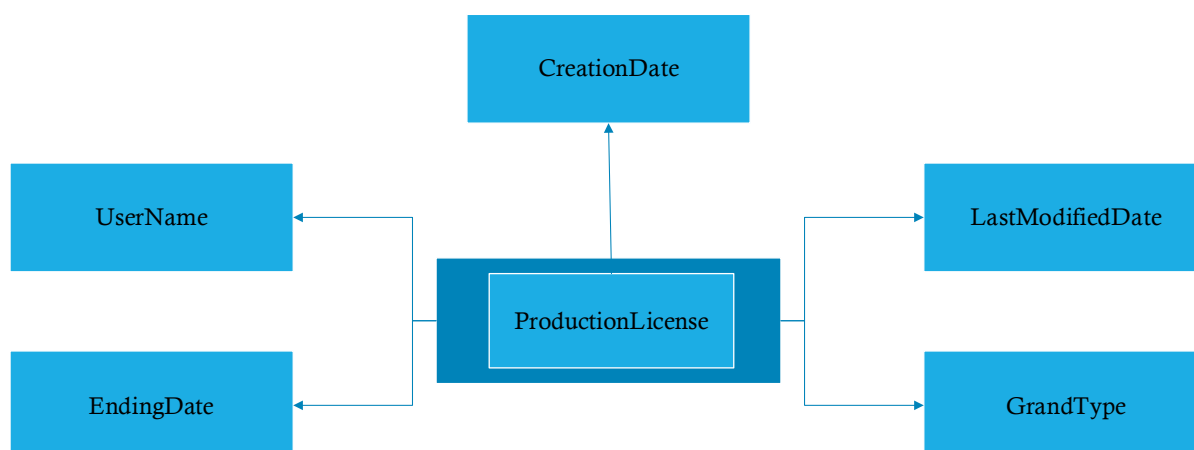 CreationDate
UserName
LastModifiedDate
ProductionLicense
EndingDate
GrandType